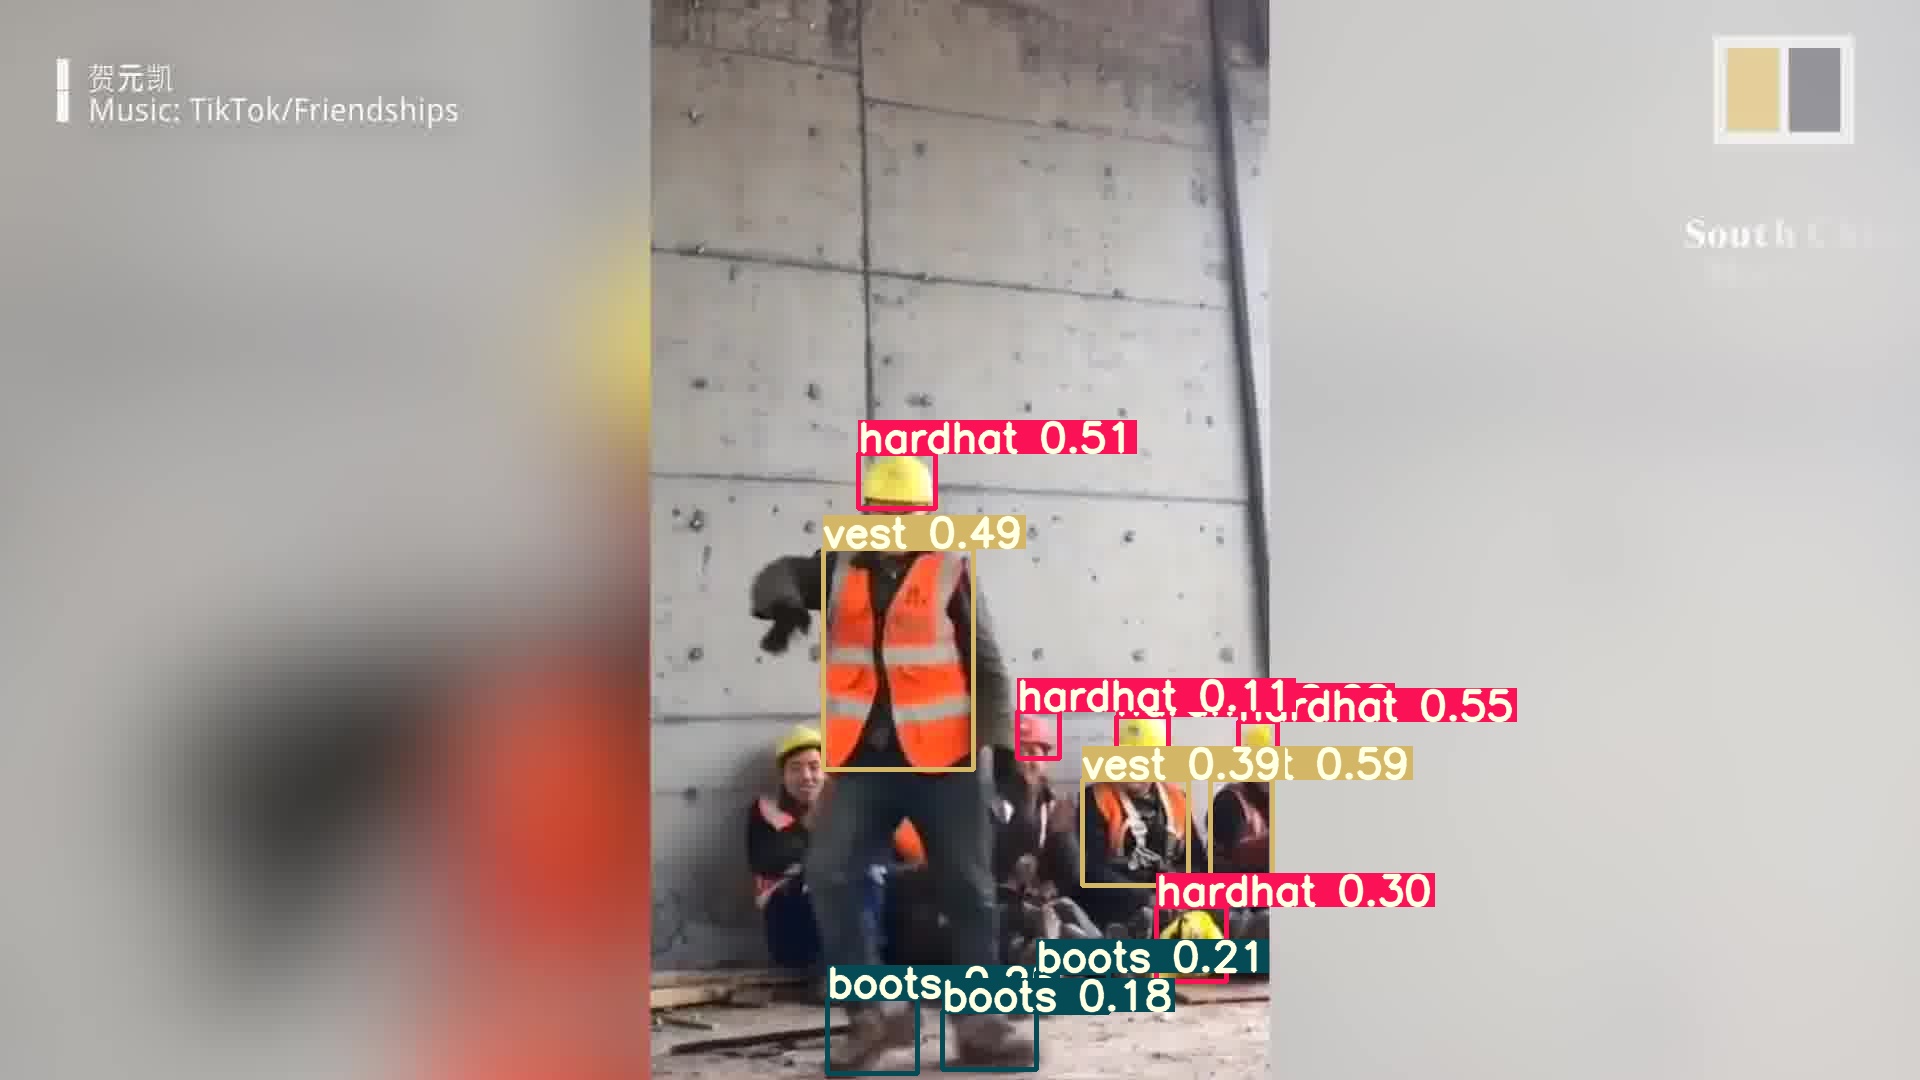 贺元凯
Music: TikTok/Friendships
South
hardhat 0.51
vest 0.49
hardhat 0.11
rdhat 0.55
vest 0.39
t 0.59
hardhat 0.30
boots 0.21
boots
boots 0.18